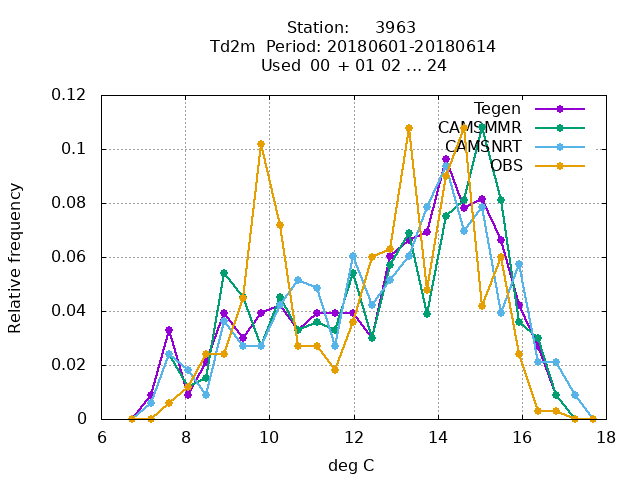 Station: 3963
Td2m Period: 20180601-20180614
Used 00 + 01 02 ... 24
0.12
0.1
0.08
0.06
0.04
0.02
0
Relative frequency
Tegen
CAMSMMR
CAMSNRT
OBS
6 8 10 12 14 16 18
deg C